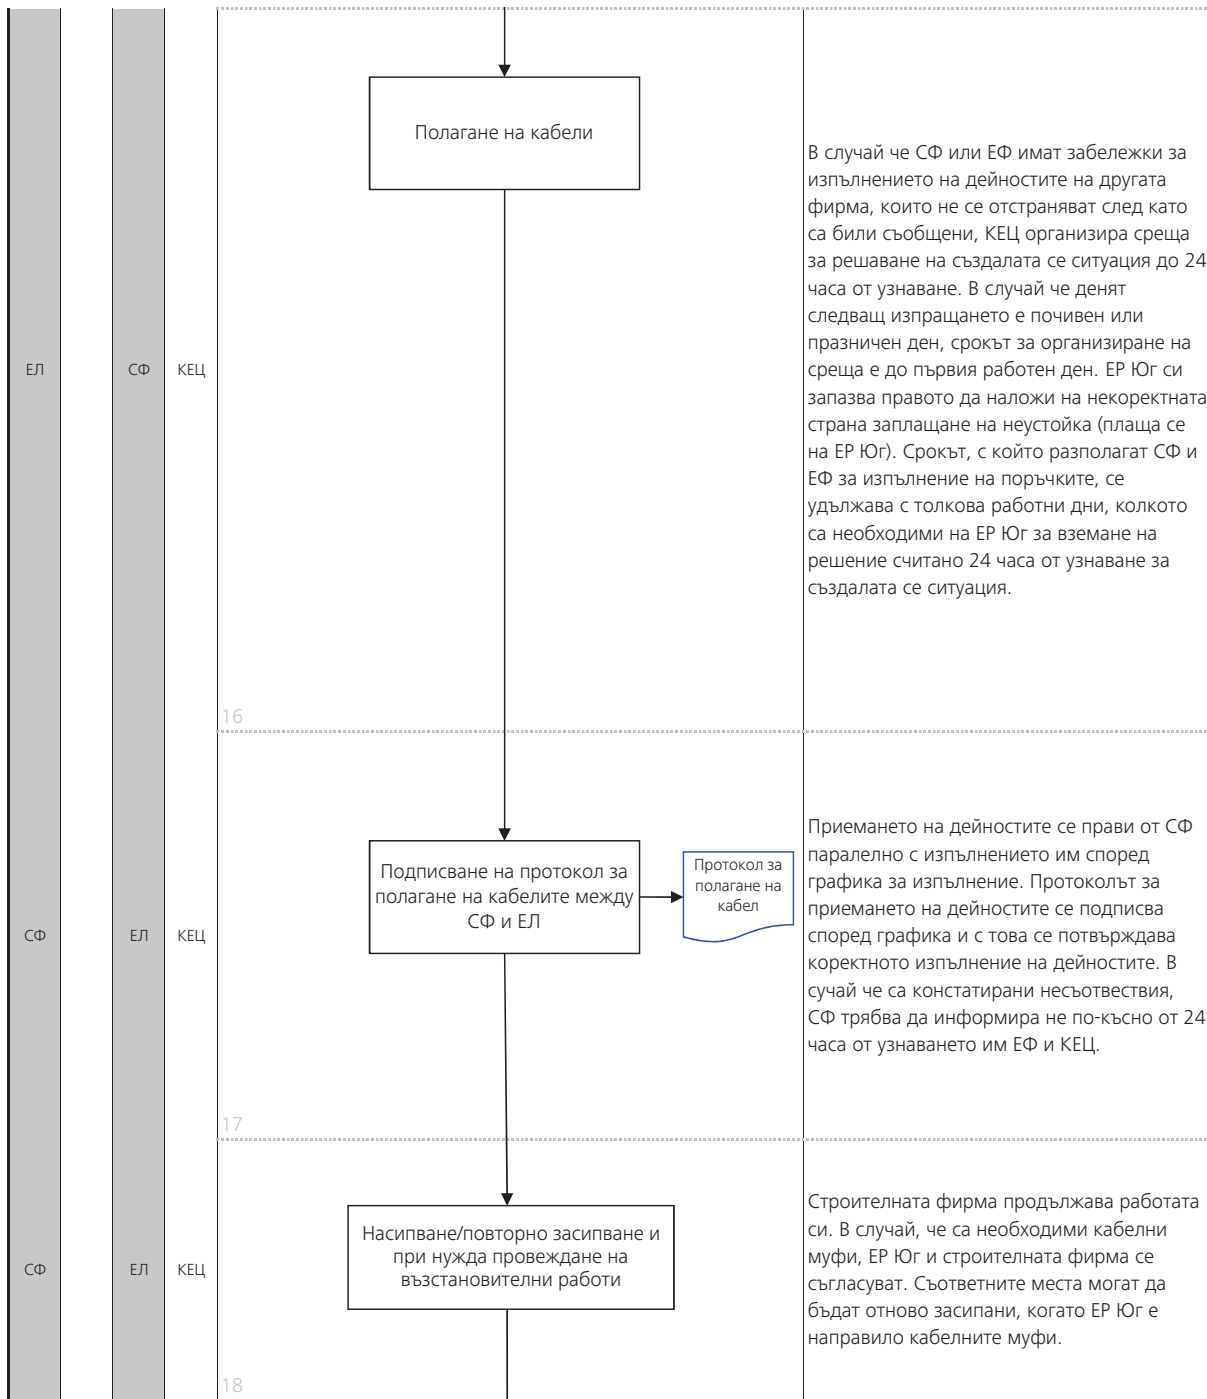 Полагане на кабели
В случай че СФ или ЕФ имат забележки за
изпълнението на дейностите на другата
фирма, които не се отстраняват след като
са били съобщени, КЕЦ организира среща
за решаване на създалата се ситуация до 24
часа от узнаване. В случай че денят
следващ изпращането е почивен или
празничен ден, срокът за организиране на
среща е до първия работен ден. ЕР Юг си
запазва правото да наложи на некоректната
страна заплащане на неустойка (плаща се
на ЕР Юг). Срокът, с който разполагат СФ и
ЕФ за изпълнение на поръчките, се
удължава с толкова работни дни, колкото
са необходими на ЕР Юг за вземане на
решение считано 24 часа от узнаване за
създалата се ситуация.
ЕЛ
СФ
КЕЦ
16
Подписване на протокол за
полагане на кабелите между
СФ и ЕЛ
Протокол за
полагане на
кабел
Приемането на дейностите се прави от СФ
паралелно с изпълнението им според
графика за изпълнение. Протоколът за
приемането на дейностите се подписва
според графика и с това се потвърждава
коректното изпълнение на дейностите. В
сучай че са констатирани несъотвествия,
СФ трябва да информира не по-късно от 24
часа от узнаването им ЕФ и КЕЦ.
СФ
ЕЛ
КЕЦ
17
Насипване/повторно засипване и
при нужда провеждане на
възстановителни работи
Строителната фирма продължава работата
си. В случай, че са необходими кабелни
муфи, ЕР Юг и строителната фирма се
съгласуват. Съответните места могат да
бъдат отново засипани, когато ЕР Юг е
направило кабелните муфи.
СФ
ЕЛ
КЕЦ
18